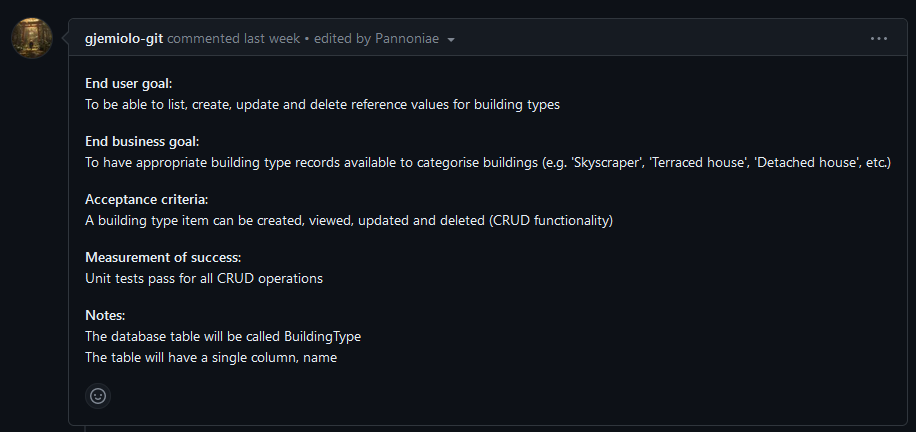 gjemiolo-git commented last week • edited by Pannoniae
End user goal:
To be able to list, create, update and delete reference values for building types
End business goal:
To have appropriate building type records available to categorise buildings (e.g. 'Skyscraper', 'Terraced house', 'Detached house', etc.)
Acceptance criteria:
A building type item can be created, viewed, updated and deleted (CRUD functionality)
Measurement of success:
Unit tests pass for all CRUD operations
Notes:
The database table will be called BuildingType
The table will have a single column, name